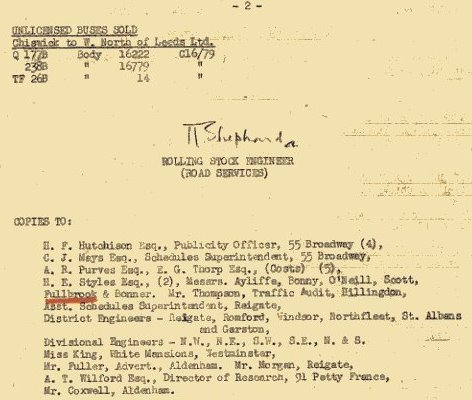 - 2 -
UNLICENSED BUSES SOLD
Chiswick to W. North of Leeds Ltd.
Q 177B Body 16222 C16/79
238B " 16779 "
TF 26B " 14 "
T Shephard
ROLLING STOCK ENGINEER
(ROAD SERVICES)
COPIES TO:
H. F. Hutchison Esq., Publicity Officer, 55 Broadway (4),
C. J. Mays Esq., Schedules Superintendent, 55 Broadway,
A. R. Purves Esq., E. G. Thorp Esq., (Costs) (5),
H. E. Styles Esq., (2), Messrs. Ayliffe, Bonny, O'Neill, Scott,
Fullbrook & Bonner. Mr. Thompson, Traffic Audit, Hillingdon,
Asst. Schedules Superintendent, Reigate,
District Engineers - Reigate, Romford, Windsor, Northfleet, St. Albans
and Garston,
Divisional Engineers - N.W., N.E., S.W., S.E., N. & S.
Miss King, White Mansions, Westminster,
Mr. Fuller, Advert., Aldenham. Mr. Morgan, Reigate,
A. T. Wilford Esq., Director of Research, 91 Petty France,
Mr. Coxwell, Aldenham.